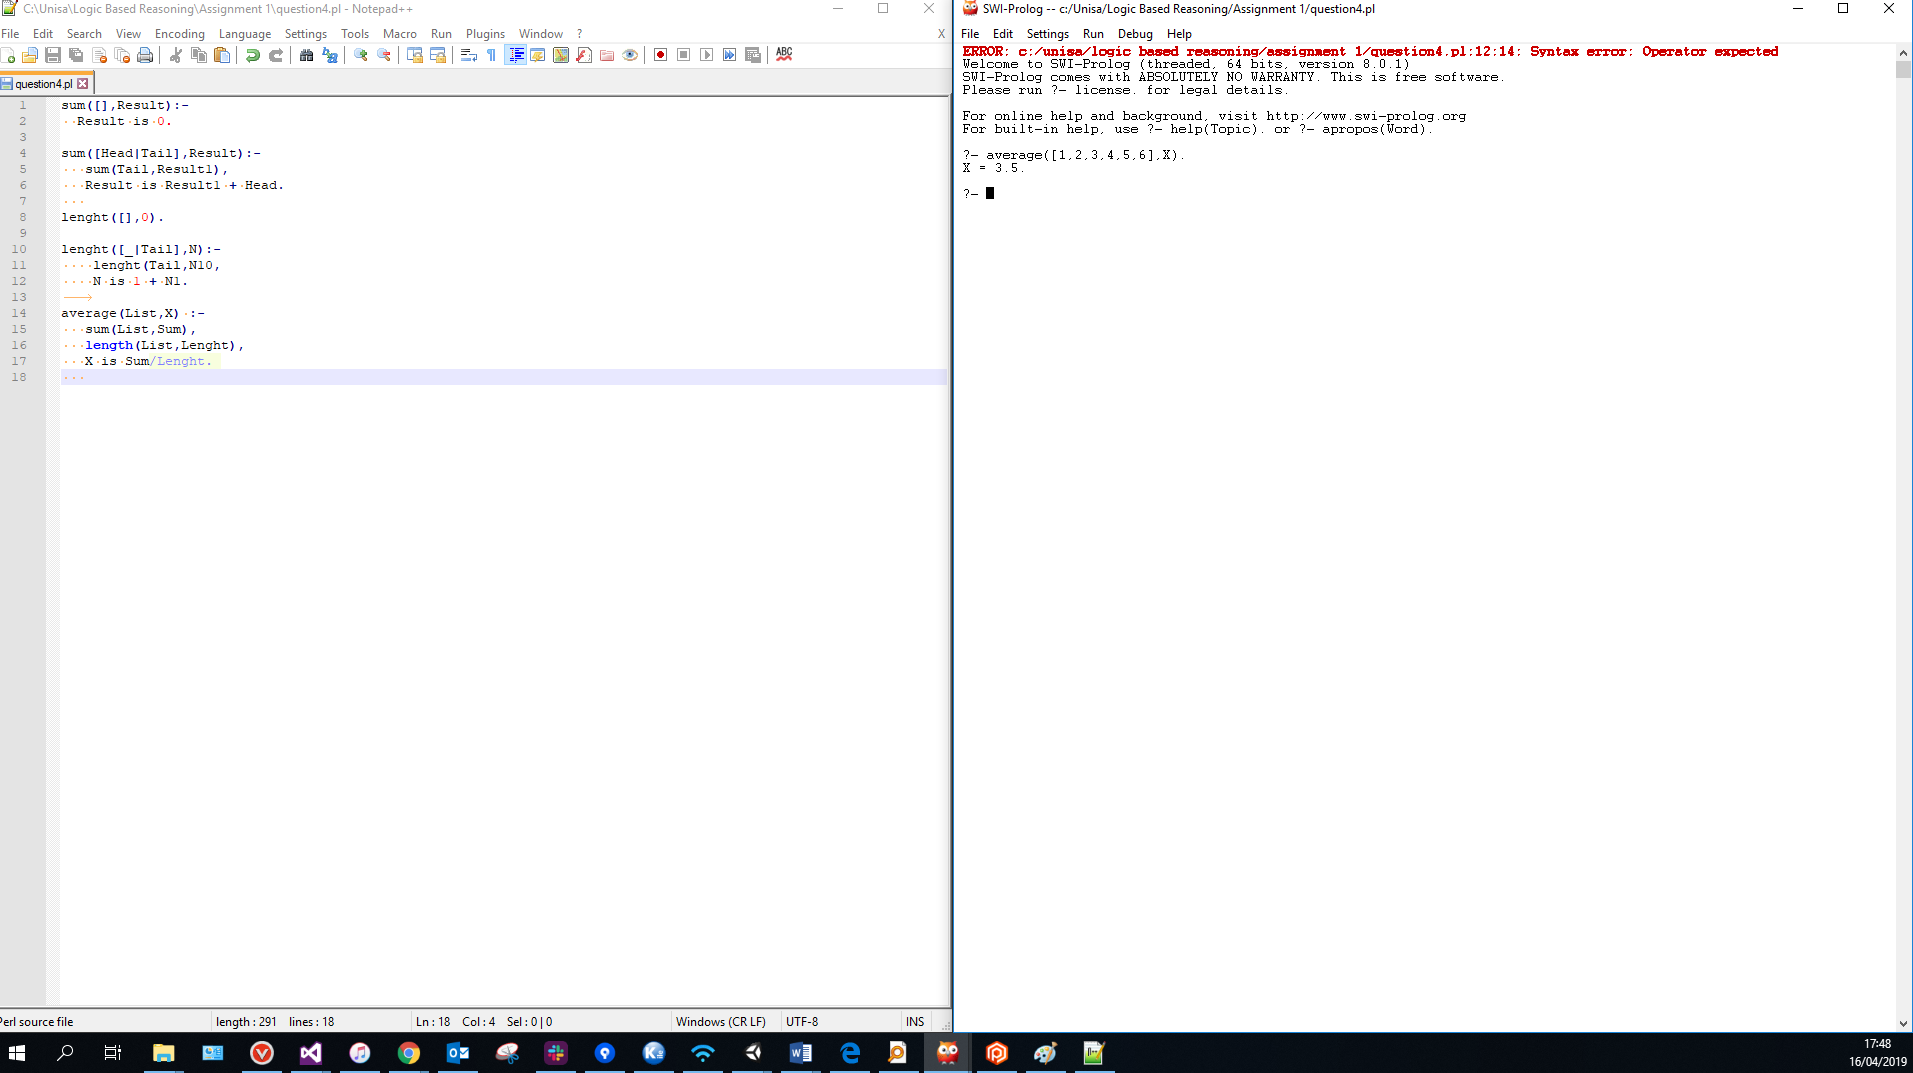 C:\Unisa\Logic Based Reasoning\Assignment 1\question4.pl - Notepad++
File Edit Search View Encoding Language Settings Tools Macro Run Plugins Window ? X
ABC
question4.pl
1 sum([],Result):-
2 Result is 0.
3
4 sum([Head|Tail],Result):-
5 sum(Tail,Result1),
6 Result is Result1 + Head.
7
8 lenght([],0).
9
10 lenght([_|Tail],N):-
11 lenght(Tail,N10,
12 N is 1 + N1.
13
14 average(List,X) :-
15 sum(List,Sum),
16 length(List,Lenght),
17 X is Sum/Lenght.
18
Perl source file length : 291 lines : 18 Ln : 18 Col : 4 Sel : 0 | 0 Windows (CR LF) UTF-8 INS
SWI-Prolog -- c:/Unisa/Logic Based Reasoning/Assignment 1/question4.pl
File Edit Settings Run Debug Help
ERROR: c:/unisa/logic based reasoning/assignment 1/question4.pl:12:14: Syntax error: Operator expected
Welcome to SWI-Prolog (threaded, 64 bits, version 8.0.1)
SWI-Prolog comes with ABSOLUTELY NO WARRANTY. This is free software.
Please run ?- license. for legal details.
For online help and background, visit http://www.swi-prolog.org
For built-in help, use ?- help(Topic). or ?- apropos(Word).
?- average([1,2,3,4,5,6],X).
X = 3.5.
?-
17:48
16/04/2019